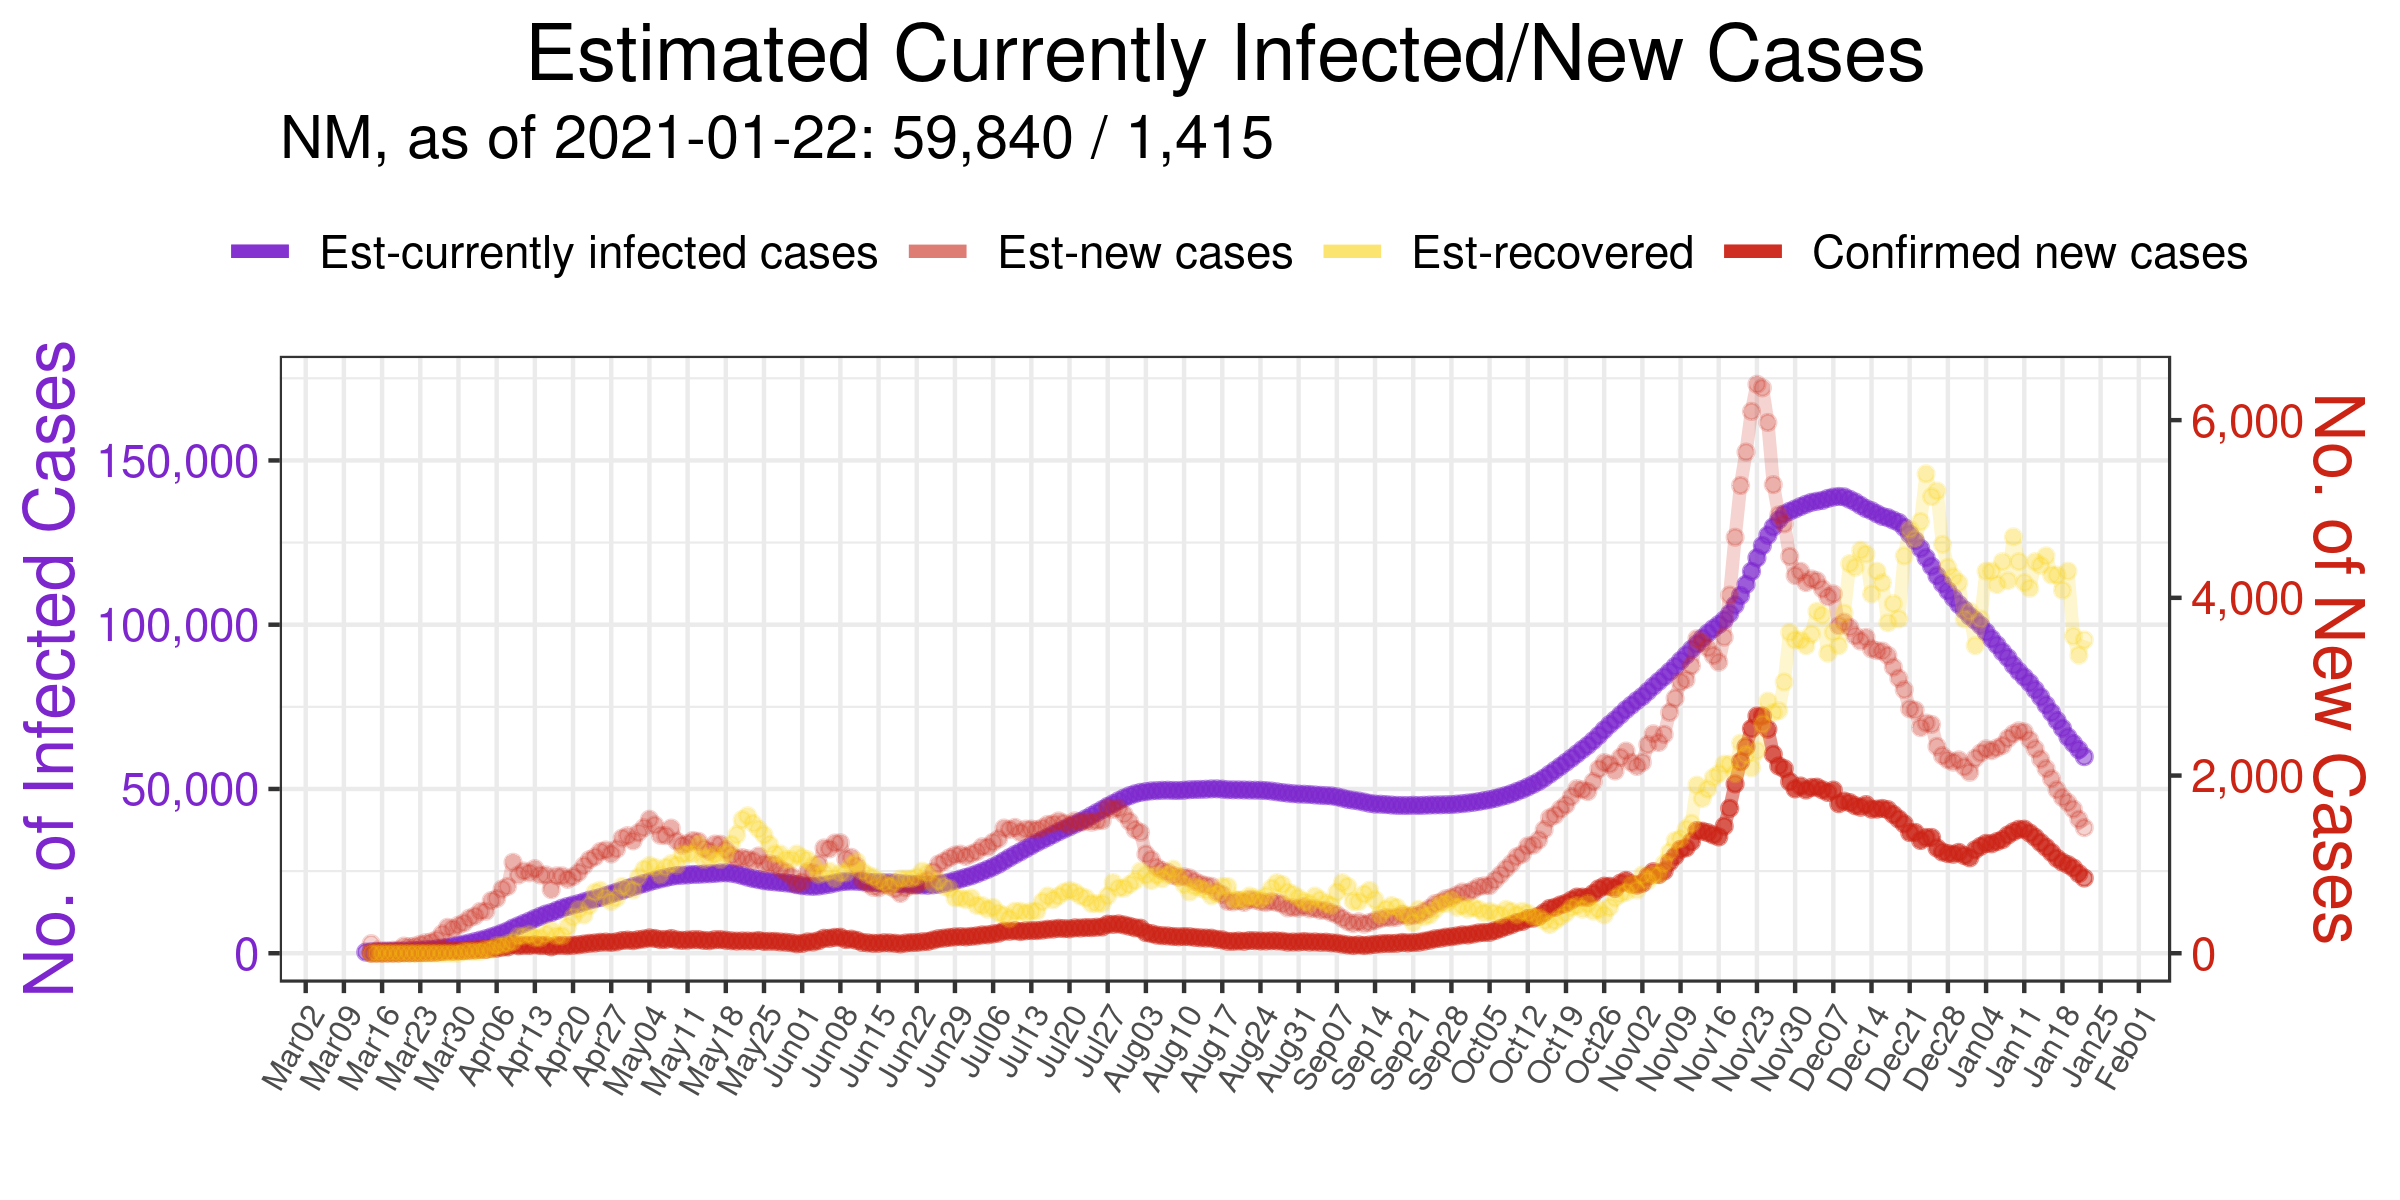 Estimated Currently Infected/New Cases
NM, as of 2021-01-22: 59,840 / 1,415
Est-currently infected cases Est-new cases Est-recovered Confirmed new cases
No. of Infected Cases
150,000
100,000
50,000
0
6,000
4,000
2,000
0
No. of New Cases
Mar02 Mar09 Mar16 Mar23 Mar30 Apr06 Apr13 Apr20 Apr27 May04 May11 May18 May25 Jun01 Jun08 Jun15 Jun22 Jun29 Jul06 Jul13 Jul20 Jul27 Aug03 Aug10 Aug17 Aug24 Aug31 Sep07 Sep14 Sep21 Sep28 Oct05 Oct12 Oct19 Oct26 Nov02 Nov09 Nov16 Nov23 Nov30 Dec07 Dec14 Dec21 Dec28 Jan04 Jan11 Jan18 Jan25 Feb01